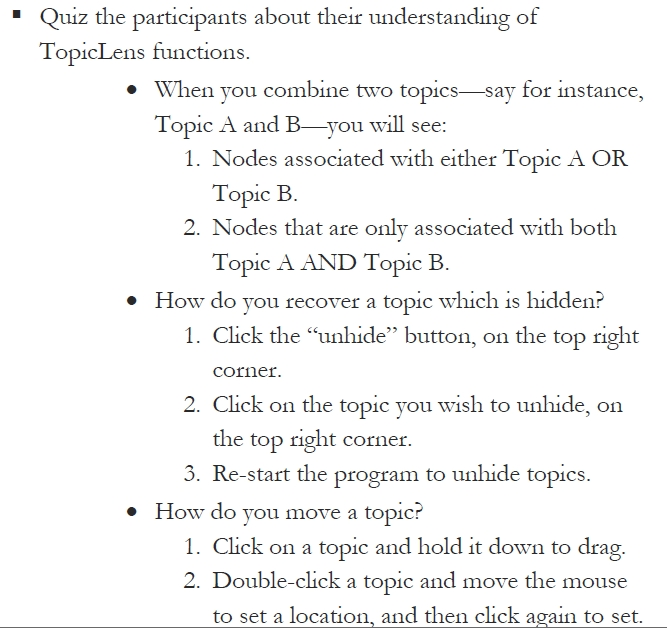 ▪ Quiz the participants about their understanding of
TopicLens functions.
• When you combine two topics—say for instance,
Topic A and B—you will see:
1. Nodes associated with either Topic A OR
Topic B.
2. Nodes that are only associated with both
Topic A AND Topic B.
• How do you recover a topic which is hidden?
1. Click the “unhide” button, on the top right
corner.
2. Click on the topic you wish to unhide, on
the top right corner.
3. Re-start the program to unhide topics.
• How do you move a topic?
1. Click on a topic and hold it down to drag.
2. Double-click a topic and move the mouse
to set a location, and then click again to set.